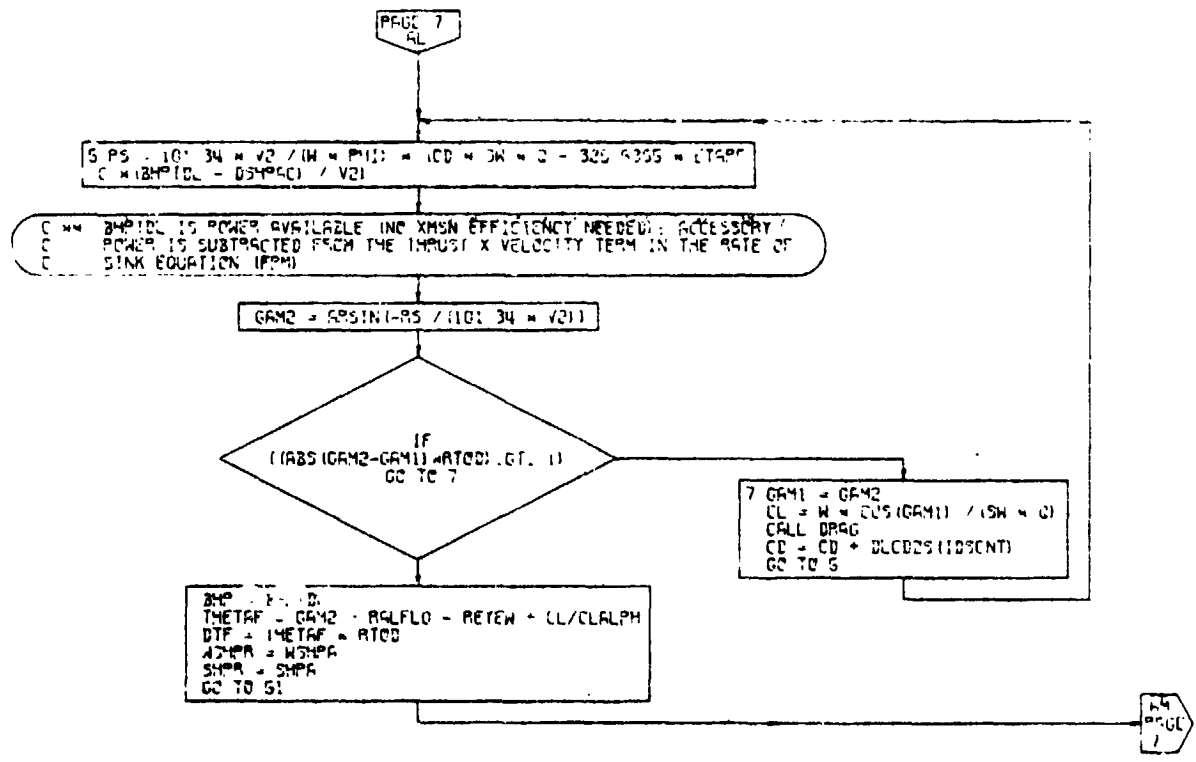 PAGE 7
AL
5 RS = 101.34 * V2 / (W * PHI) * (CD * SW * Q - 325 * ETAPF
C * (BHPIDL - DSHPAC) / V2)
C ** BHPIDL IS POWER AVAILABLE (NO XMSN EFFICIENCY NEEDED); ACCESSORY
C POWER IS SUBTRACTED FROM THE THRUST X VELOCITY TERM IN THE RATE OF
C SINK EQUATION (FPM)
GAM2 = ARSIN(-RS /(101.34 * V2))
IF
((ABS(GAM2-GAM1)*RTOD).GT. 1)
GO TO 7
7 GAM1 = GAM2
CL = W * COS(GAM1) /(SW * Q)
CALL DRAG
CD = CD + DLCD2S(IDSCNT)
GO TO 5
BHP =
THETAF = GAM2 - RALFLO - RETEW + CL/CLALPH
DTF = THETAF * RTOD
WSHPR = WSHPA
SHPR = SHPA
GO TO 51
PAGE
7